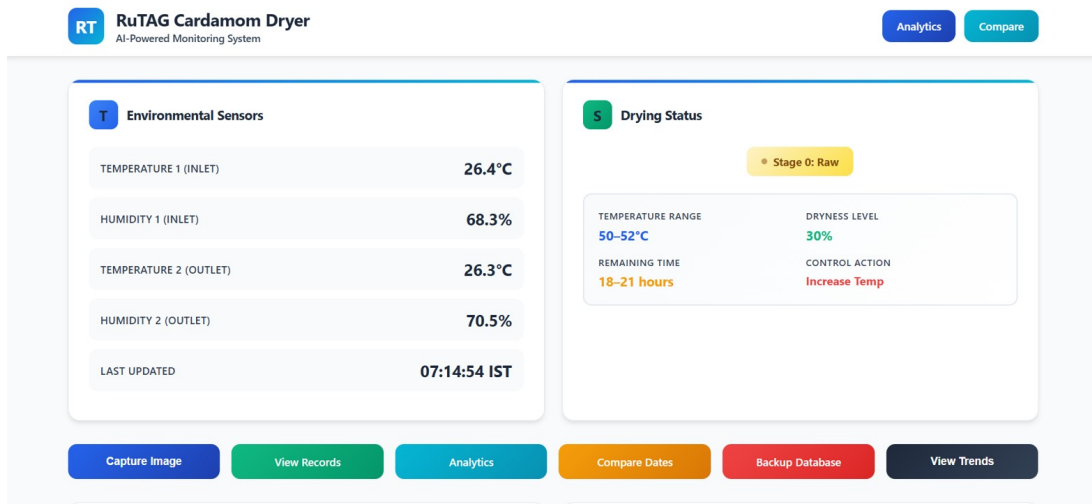 RT
RuTAG Cardamom Dryer
AI-Powered Monitoring System
Analytics
Compare
T
Environmental Sensors
TEMPERATURE 1 (INLET)
26.4°C
HUMIDITY 1 (INLET)
68.3%
TEMPERATURE 2 (OUTLET)
26.3°C
HUMIDITY 2 (OUTLET)
70.5%
LAST UPDATED
07:14:54 IST
S
Drying Status
Stage 0: Raw
TEMPERATURE RANGE
50–52°C
DRYNESS LEVEL
30%
REMAINING TIME
18–21 hours
CONTROL ACTION
Increase Temp
Capture Image
View Records
Analytics
Compare Dates
Backup Database
View Trends